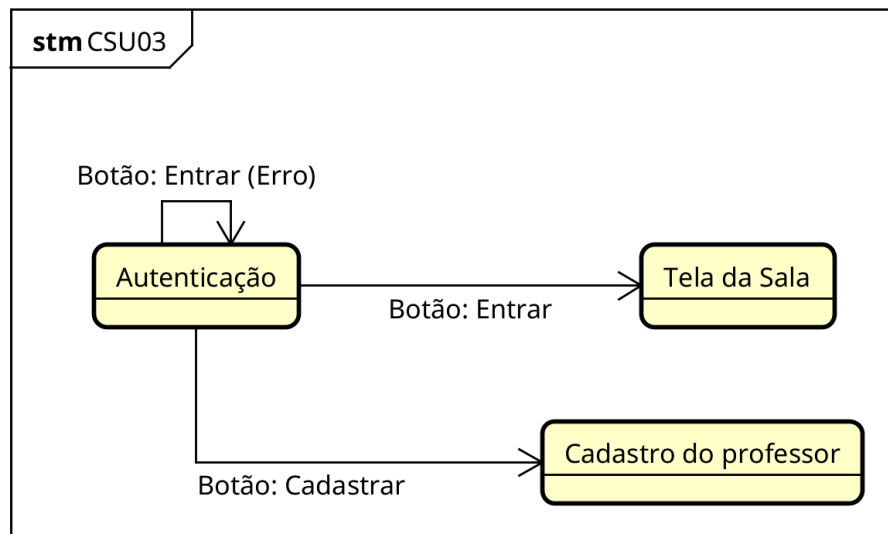 stm CSU03
Botão: Entrar (Erro)
Autenticação
Tela da Sala
Botão: Entrar
Cadastro do professor
Botão: Cadastrar